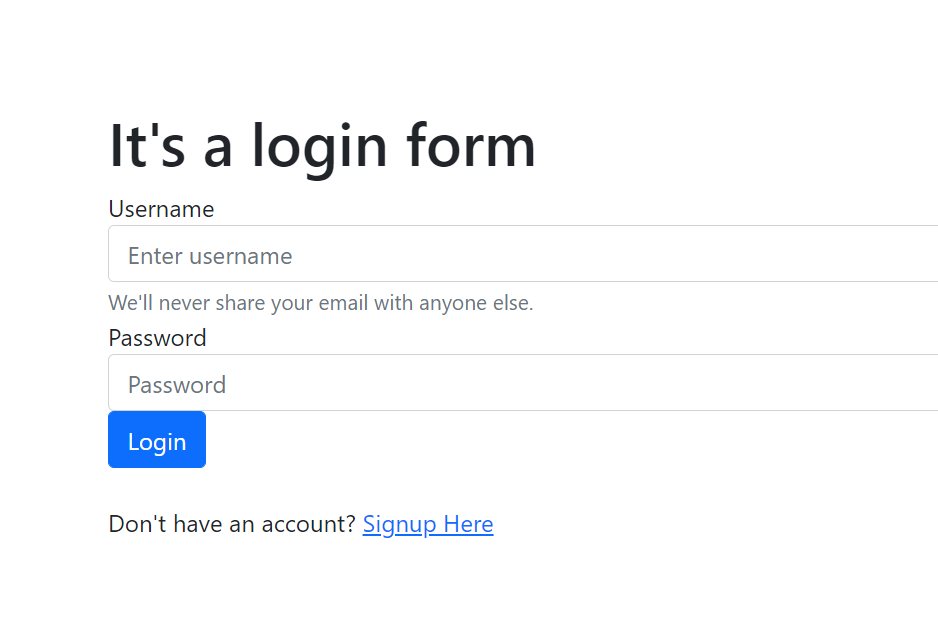 It's a login form
Username
Enter username
We'll never share your email with anyone else.
Password
Password
Login
Don't have an account? Signup Here